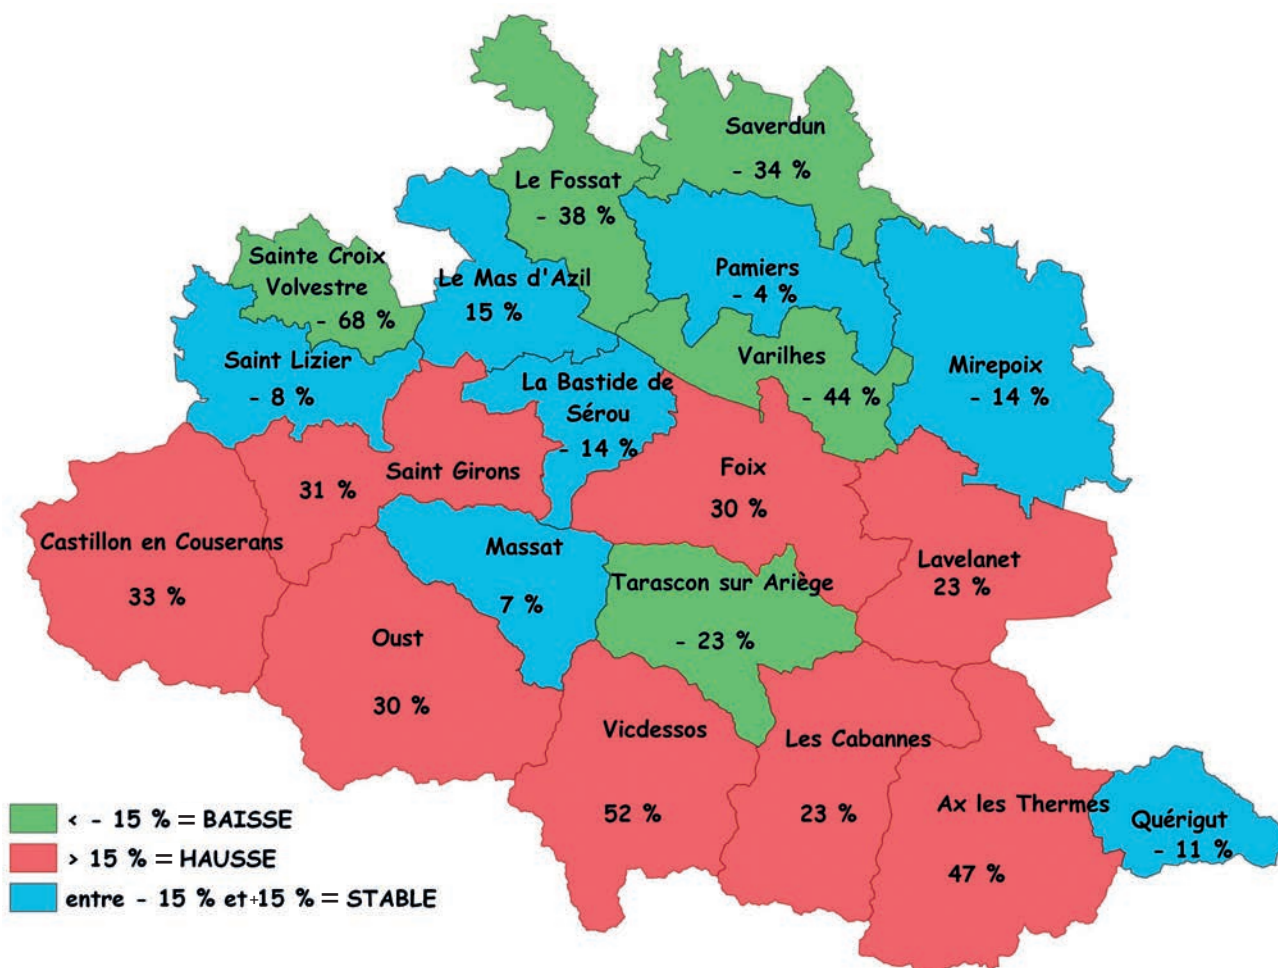 Saverdun
- 34 %
Le Fossat
- 38 %
Sainte Croix
Volvestre
- 68 %
Le Mas d'Azil
15 %
Pamiers
- 4 %
Saint Lizier
- 8 %
Varilhes
- 44 %
Mirepoix
- 14 %
La Bastide de
Sérou
- 14 %
Saint Girons
31 %
Foix
30 %
Castillon en Couserans
33 %
Massat
7 %
Lavelanet
23 %
Tarascon sur Ariège
- 23 %
Oust
30 %
Vicdessos
52 %
Les Cabannes
23 %
Ax les Thermes
47 %
Quérigut
- 11 %
< - 15 % = BAISSE
> 15 % = HAUSSE
entre - 15 % et +15 % = STABLE